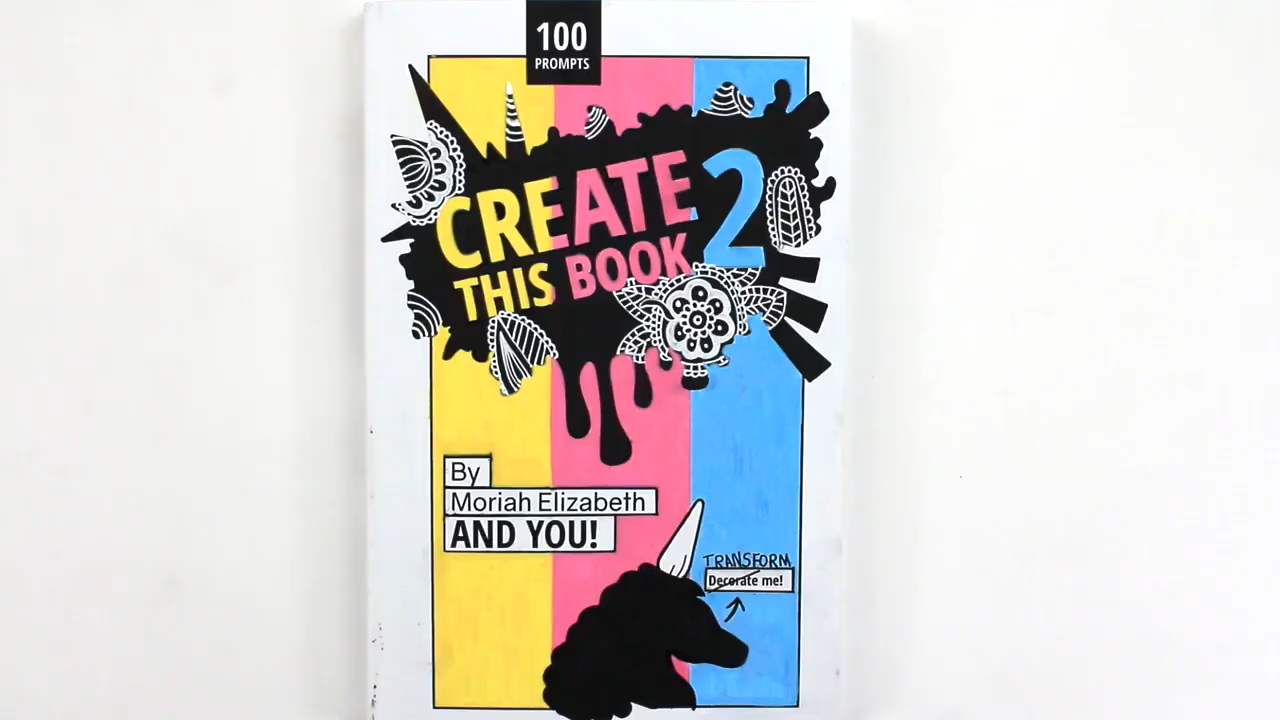 100
PROMPTS
CREATE 2
THIS BOOK
By
Moriah Elizabeth
AND YOU!
TRANSFORM
Decorate me!